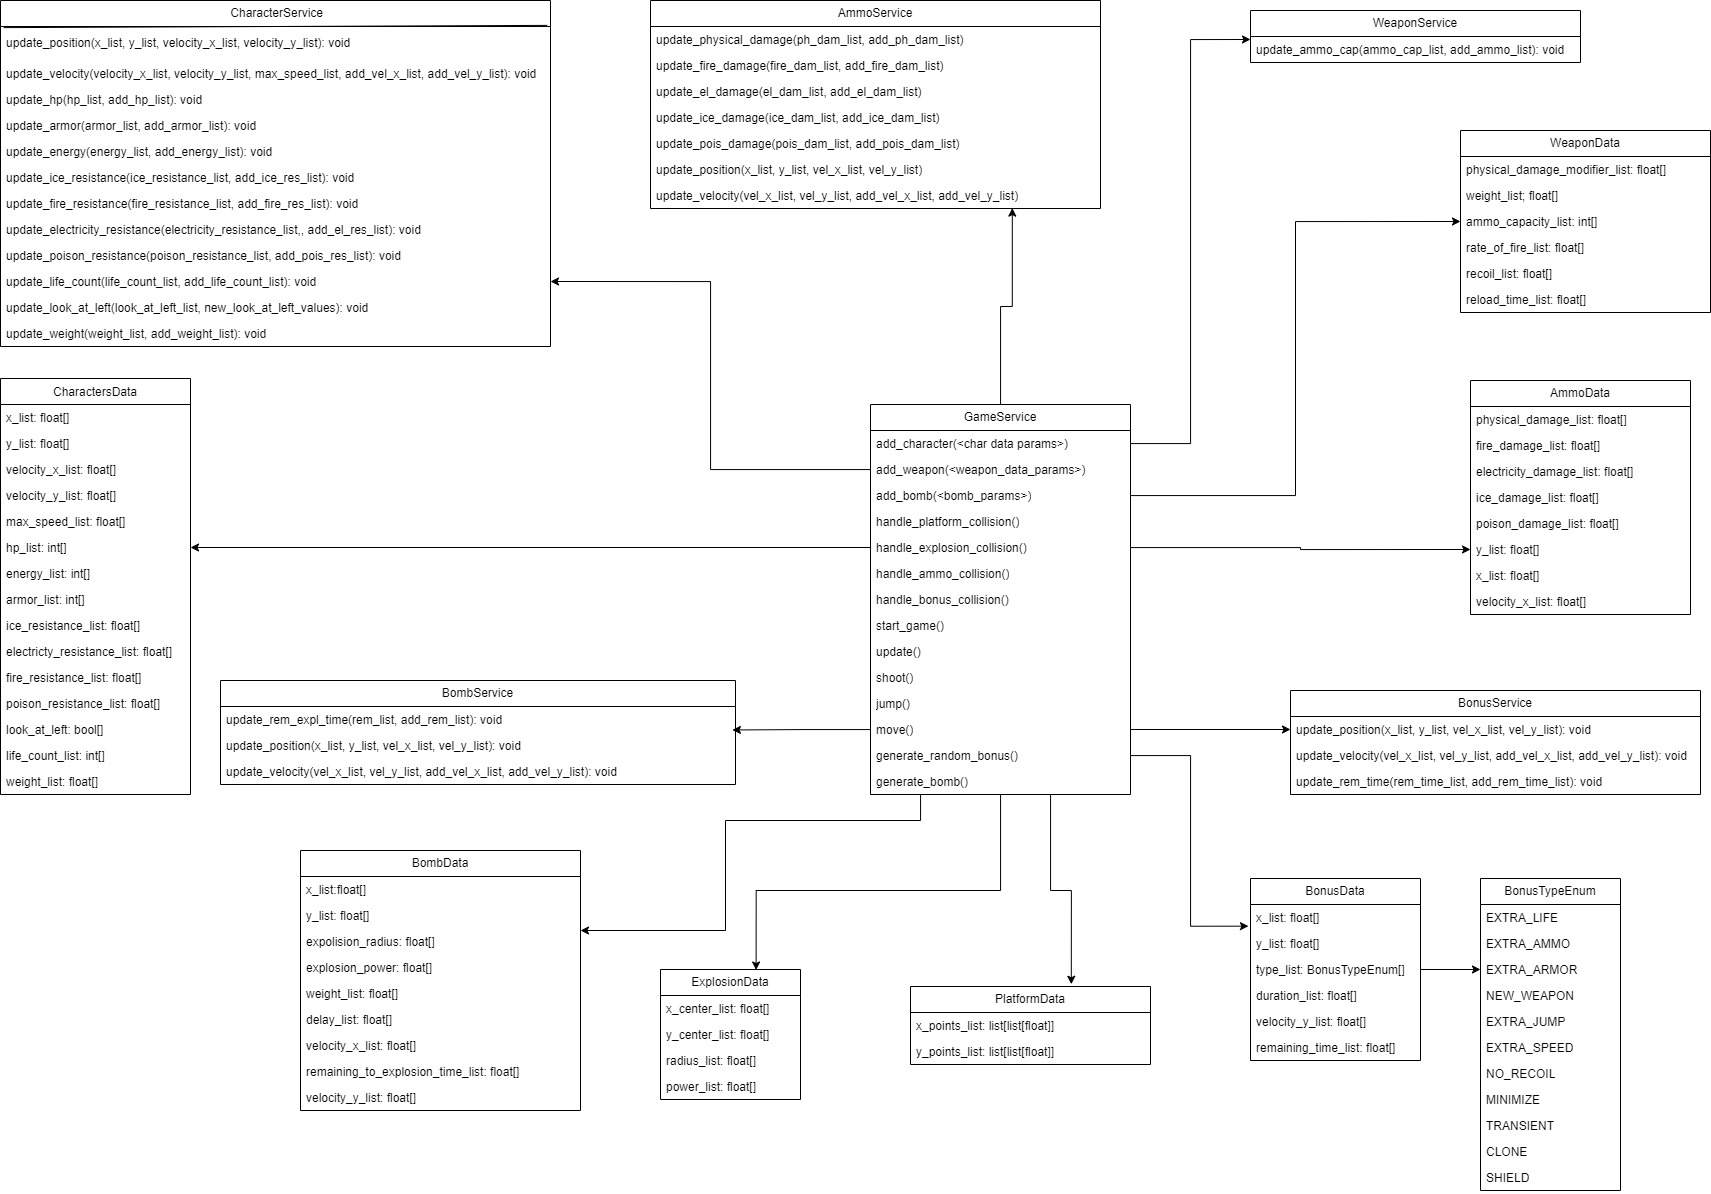 CharacterService
update_position(x_list, y_list, velocity_x_list, velocity_y_list): void
update_velocity(velocity_x_list, velocity_y_list, max_speed_list, add_vel_x_list, add_vel_y_list): void
update_hp(hp_list, add_hp_list): void
update_armor(armor_list, add_armor_list): void
update_energy(energy_list, add_energy_list): void
update_ice_resistance(ice_resistance_list, add_ice_res_list): void
update_fire_resistance(fire_resistance_list, add_fire_res_list): void
update_electricity_resistance(electricity_resistance_list,, add_el_res_list): void
update_poison_resistance(poison_resistance_list, add_pois_res_list): void
update_life_count(life_count_list, add_life_count_list): void
update_look_at_left(look_at_left_list, new_look_at_left_values): void
update_weight(weight_list, add_weight_list): void
AmmoService
update_physical_damage(ph_dam_list, add_ph_dam_list)
update_fire_damage(fire_dam_list, add_fire_dam_list)
update_el_damage(el_dam_list, add_el_dam_list)
update_ice_damage(ice_dam_list, add_ice_dam_list)
update_pois_damage(pois_dam_list, add_pois_dam_list)
update_position(x_list, y_list, vel_x_list, vel_y_list)
update_velocity(vel_x_list, vel_y_list, add_vel_x_list, add_vel_y_list)
WeaponService
update_ammo_cap(ammo_cap_list, add_ammo_list): void
WeaponData
physical_damage_modifier_list: float[]
weight_list; float[]
ammo_capacity_list: int[]
rate_of_fire_list: float[]
recoil_list: float[]
reload_time_list: float[]
CharactersData
x_list: float[]
y_list: float[]
velocity_x_list: float[]
velocity_y_list: float[]
max_speed_list: float[]
hp_list: int[]
energy_list: int[]
armor_list: int[]
ice_resistance_list: float[]
electricty_resistance_list: float[]
fire_resistance_list: float[]
poison_resistance_list: float[]
look_at_left: bool[]
life_count_list: int[]
weight_list: float[]
GameService
add_character(<char data params>)
add_weapon(<weapon_data_params>)
add_bomb(<bomb_params>)
handle_platform_collision()
handle_explosion_collision()
handle_ammo_collision()
handle_bonus_collision()
start_game()
update()
shoot()
jump()
move()
generate_random_bonus()
generate_bomb()
AmmoData
physical_damage_list: float[]
fire_damage_list: float[]
electricity_damage_list: float[]
ice_damage_list: float[]
poison_damage_list: float[]
y_list: float[]
x_list: float[]
velocity_x_list: float[]
BombService
update_rem_expl_time(rem_list, add_rem_list): void
update_position(x_list, y_list, vel_x_list, vel_y_list): void
update_velocity(vel_x_list, vel_y_list, add_vel_x_list, add_vel_y_list): void
BonusService
update_position(x_list, y_list, vel_x_list, vel_y_list): void
update_velocity(vel_x_list, vel_y_list, add_vel_x_list, add_vel_y_list): void
update_rem_time(rem_time_list, add_rem_time_list): void
BombData
x_list:float[]
y_list: float[]
expolision_radius: float[]
explosion_power: float[]
weight_list: float[]
delay_list: float[]
velocity_x_list: float[]
remaining_to_explosion_time_list: float[]
velocity_y_list: float[]
ExplosionData
x_center_list: float[]
y_center_list: float[]
radius_list: float[]
power_list: float[]
PlatformData
x_points_list: list[list[float]]
y_points_list: list[list[float]]
BonusData
x_list: float[]
y_list: float[]
type_list: BonusTypeEnum[]
duration_list: float[]
velocity_y_list: float[]
remaining_time_list: float[]
BonusTypeEnum
EXTRA_LIFE
EXTRA_AMMO
EXTRA_ARMOR
NEW_WEAPON
EXTRA_JUMP
EXTRA_SPEED
NO_RECOIL
MINIMIZE
TRANSIENT
CLONE
SHIELD